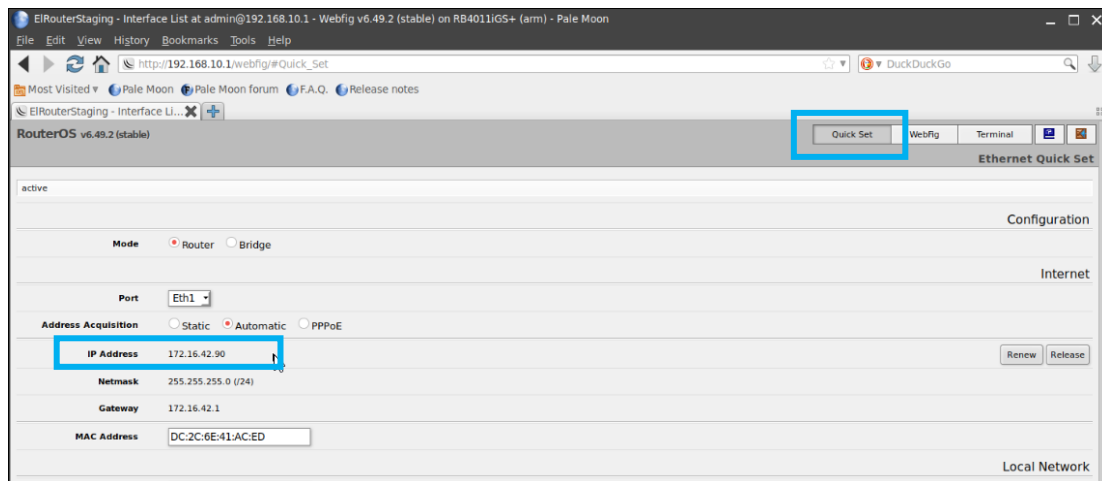 ElRouterStaging - Interface List at admin@192.168.10.1 - Webfig v6.49.2 (stable) on RB4011iGS+ (arm) - Pale Moon
File Edit View History Bookmarks Tools Help
http://192.168.10.1/webfig/#Quick_Set DuckDuckGo
Most Visited Pale Moon Pale Moon forum F.A.Q. Release notes
ElRouterStaging - Interface Li...
RouterOS v6.49.2 (stable) Quick Set Webfig Terminal
Ethernet Quick Set
active
Configuration
Mode Router Bridge
Internet
Port Eth1
Address Acquisition Static Automatic PPPoE
IP Address 172.16.42.90 Renew Release
Netmask 255.255.255.0 (/24)
Gateway 172.16.42.1
MAC Address DC:2C:6E:41:AC:ED
Local Network